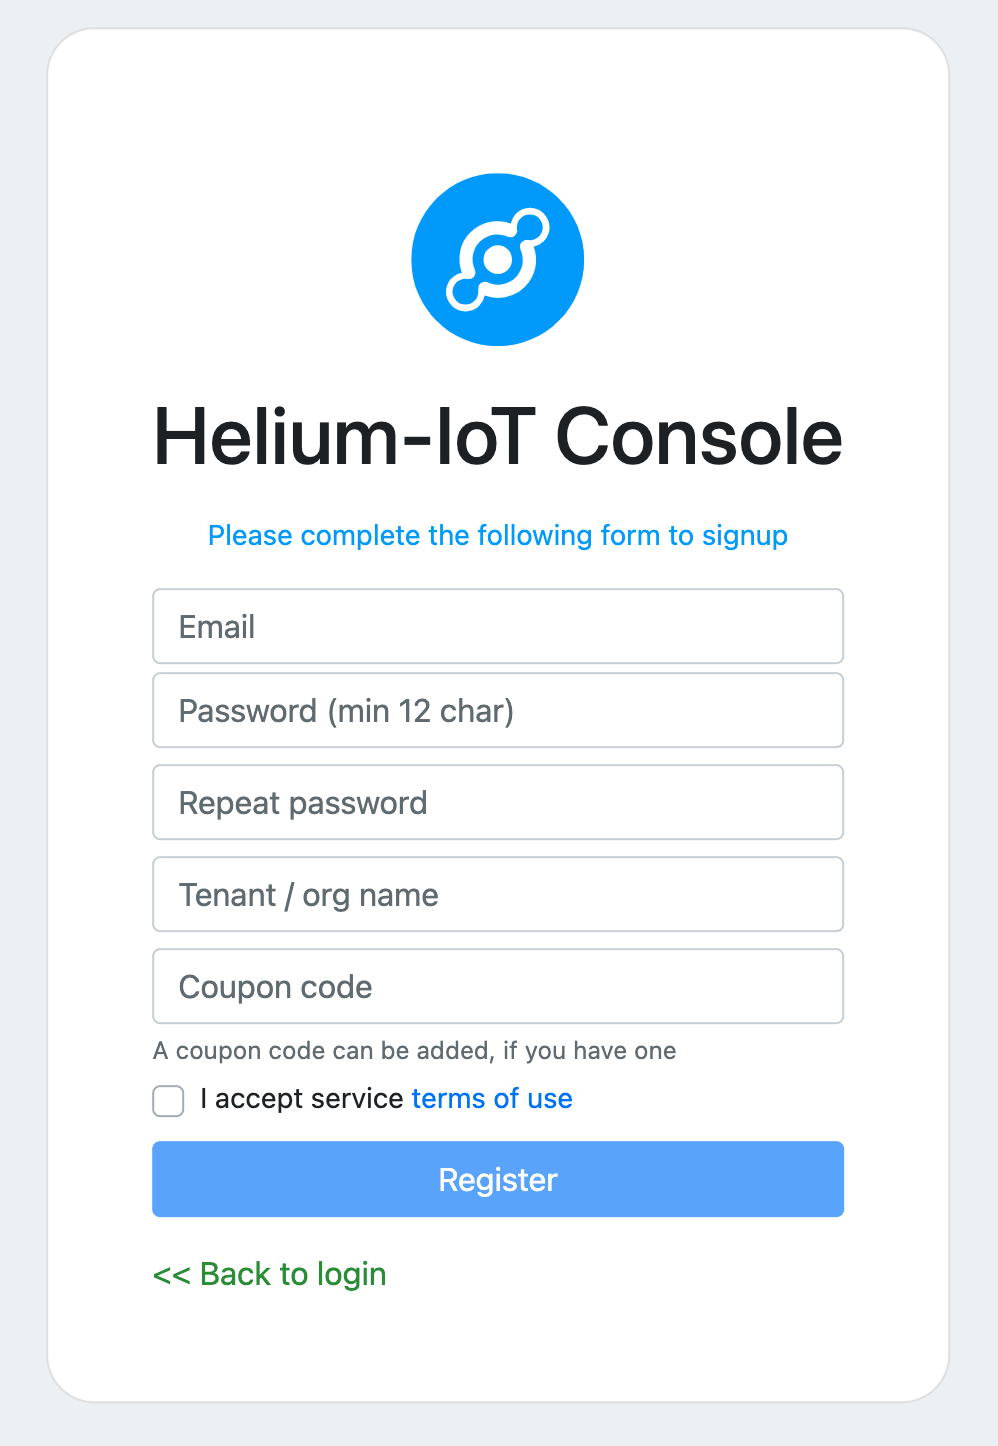 Helium-IoT Console
Please complete the following form to signup
Email
Password (min 12 char)
Repeat password
Tenant / org name
Coupon code
A coupon code can be added, if you have one
I accept service terms of use
Register
<< Back to login